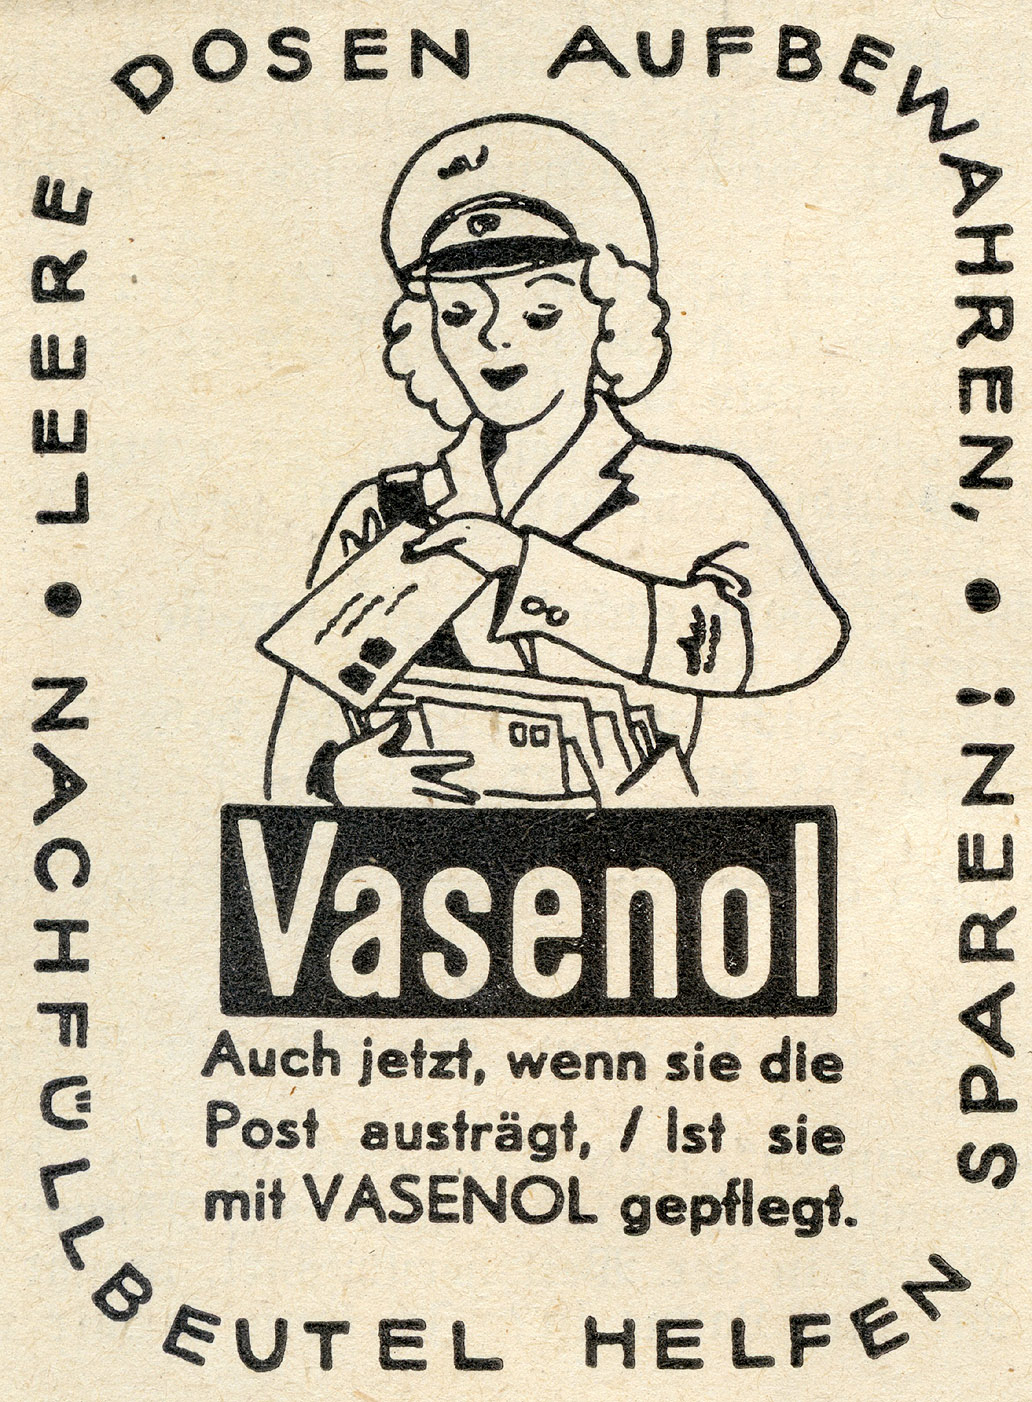 LEERE DOSEN AUFBEWAHREN,
NACHFÜLLBEUTEL HELFEN SPAREN!
Vasenol
Auch jetzt, wenn sie die
Post austrägt, / Ist sie
mit VASENOL gepflegt.